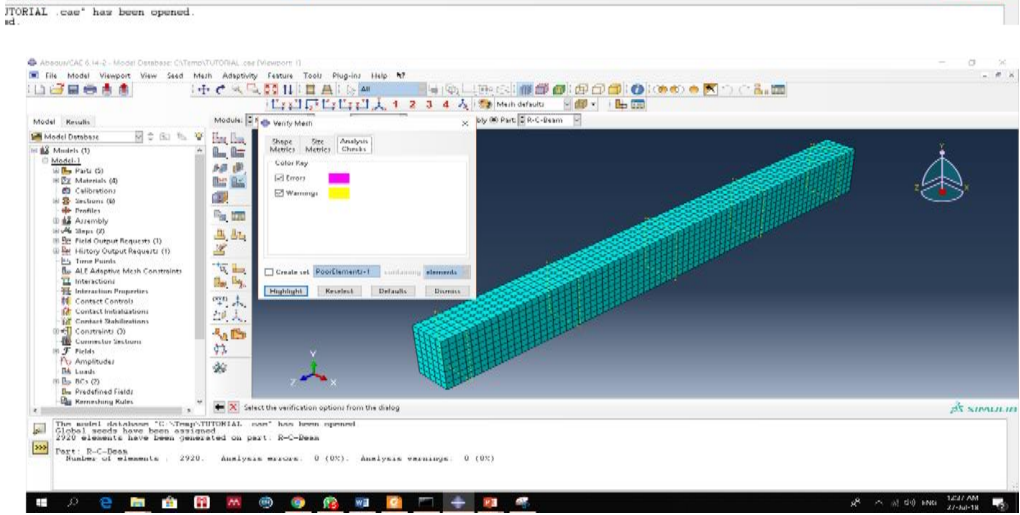 UTORIAL .cae" has been opened.
ed.
Abaqus/CAE 6.14-2 - Model Database: C:\Temp\TUTORIAL .cae [Viewport: 1]
File Model Viewport View Seed Mesh Adaptivity Feature Tools Plug-ins Help
All
1 2 3 4 Mesh defaults
Model Results Module: Part: R-C-Beam
Verify Mesh
Model Database
Shape Metrics Size Metrics Analysis Checks
Color Key
Errors
Warnings
Create set PoorElements-1 containing elements
Highlight Reselect Defaults Dismiss
Models (1)
Model-1
Parts (5)
Materials (4)
Calibrations
Sections (6)
Profiles
Assembly
Steps (2)
Field Output Requests (1)
History Output Requests (1)
Time Points
ALE Adaptive Mesh Constraints
Interactions
Interaction Properties
Contact Controls
Contact Initializations
Contact Stabilizations
Constraints (3)
Connector Sections
Fields
Amplitudes
Loads
BCs (2)
Predefined Fields
Remeshing Rules
Y
Z X
Y
Z X
Select the verification options from the dialog
SIMULIA
The model database "C:\Temp\TUTORIAL .cae" has been opened.
Global seeds have been assigned.
2920 elements have been generated on part: R-C-Beam
Part: R-C-Beam
Number of elements : 2920, Analysis errors: 0 (0%), Analysis warnings: 0 (0%)
ENG
12:37 AM
27-Jul-18